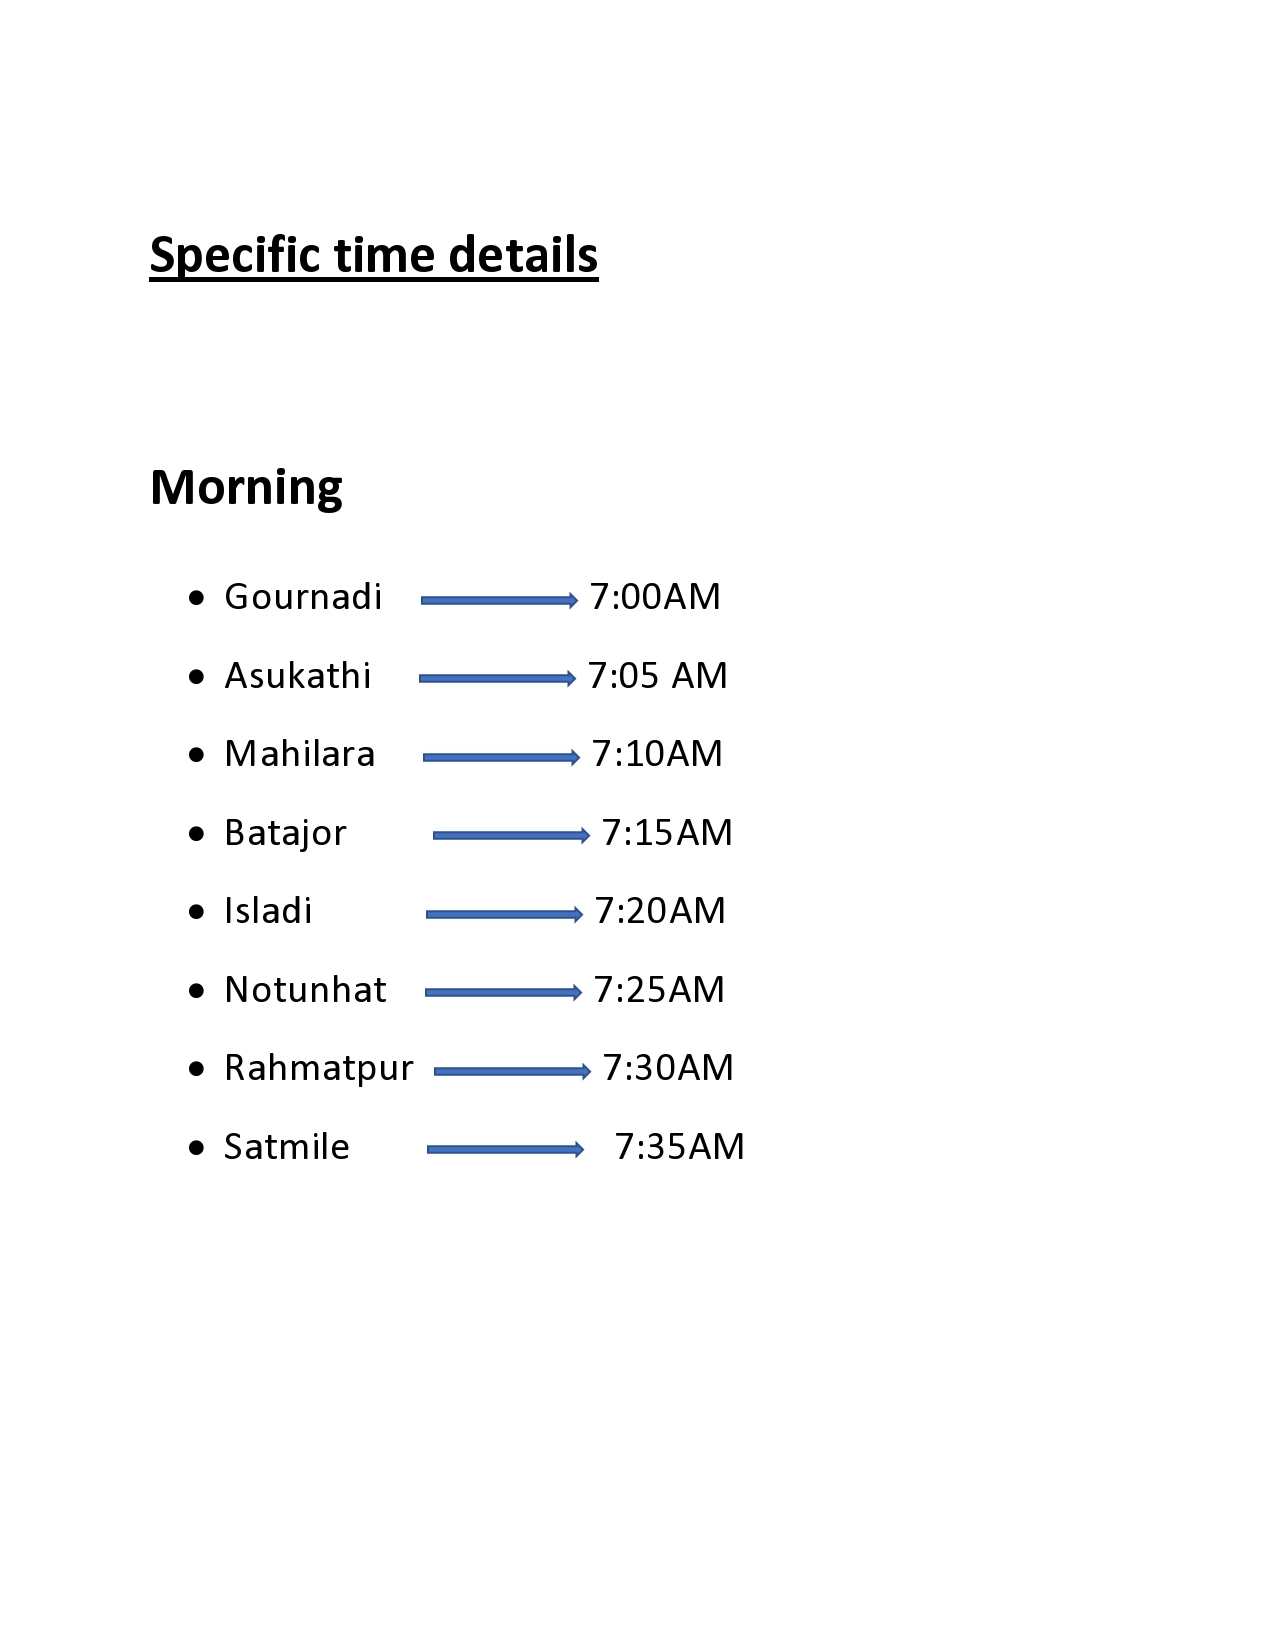 Specific time details
Morning
• Gournadi 7:00AM
• Asukathi 7:05 AM
• Mahilara 7:10AM
• Batajor 7:15AM
• Isladi 7:20AM
• Notunhat 7:25AM
• Rahmatpur 7:30AM
• Satmile 7:35AM